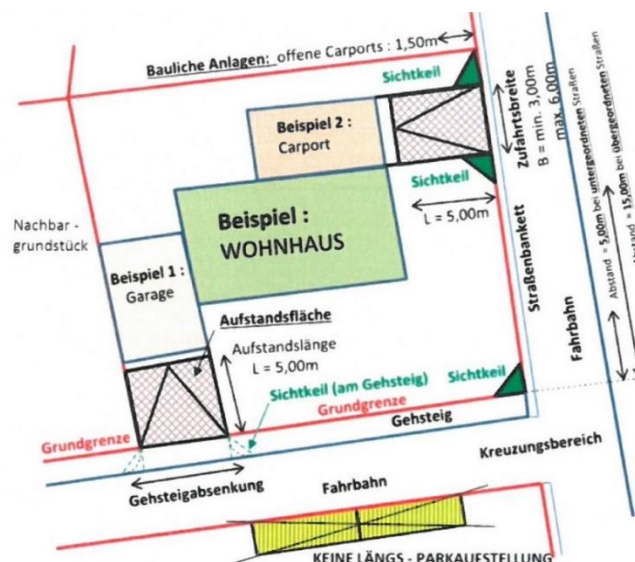 Bauliche Anlagen: offene Carports : 1,50m
Sichtkeil
Beispiel 2 :
Carport
Zufahrtsbreite
B = min. 3,00m
max. 6,00m
Abstand = 5,00m bei untergeordneten Straßen
Abstand = 15,00m bei übergeordneten Straßen
Sichtkeil
L = 5,00m
Nachbar -
grundstück
Beispiel :
WOHNHAUS
Beispiel 1 :
Garage
Straßenbankett
Fahrbahn
Aufstandsfläche
Aufstandslänge
L = 5,00m
Sichtkeil (am Gehsteig)
Sichtkeil
Grundgrenze
Grundgrenze
Gehsteig
Kreuzungsbereich
Gehsteigabsenkung
Fahrbahn
KEINE LÄNGS - PARKAUFSTELLUNG